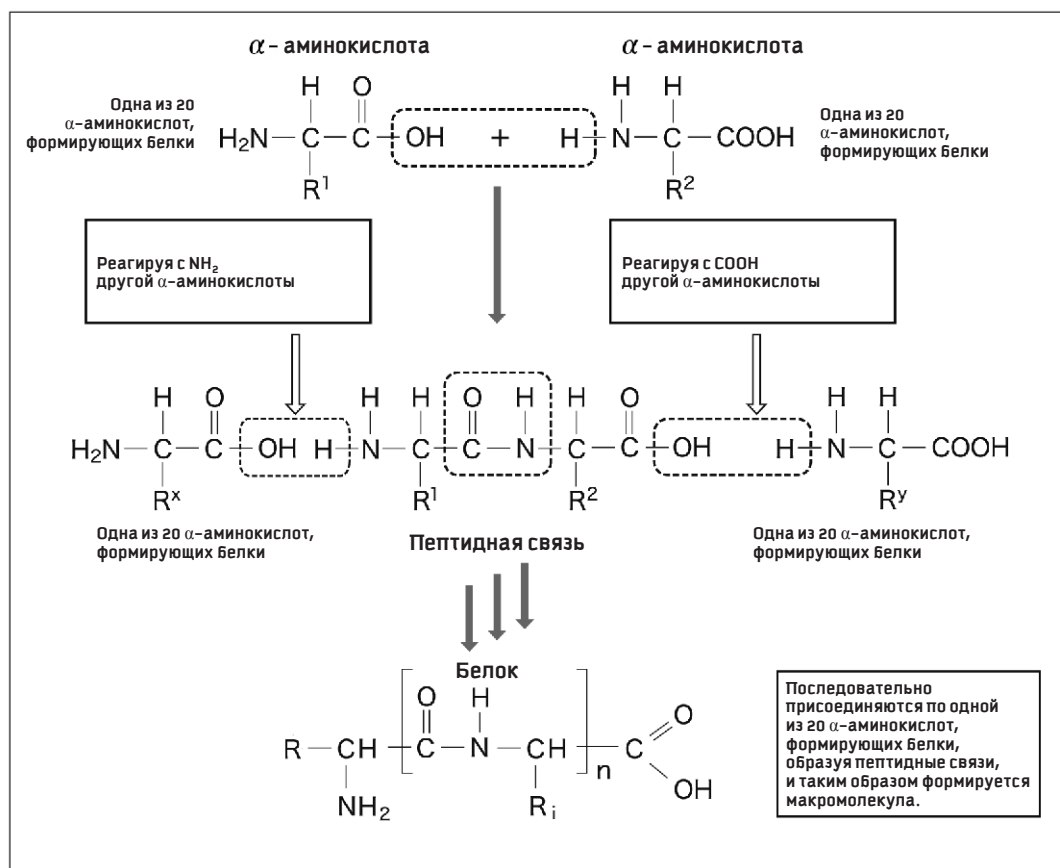 α - аминокислота
α - аминокислота
Одна из 20
α-аминокислот,
формирующих белки
H₂N
H
C
R¹
O
C
OH
+
H
H
N
H
C
R²
COOH
Одна из 20
α-аминокислот,
формирующих белки
Реагируя с NH₂
другой α-аминокислоты
Реагируя с COOH
другой α-аминокислоты
H₂N
H
C
Rˣ
O
C
OH
H
H
N
H
C
R¹
O
C
H
N
H
C
R²
O
C
OH
H
H
N
H
C
Rʸ
COOH
Одна из 20 α-аминокислот,
формирующих белки
Пептидная связь
Одна из 20 α-аминокислот,
формирующих белки
Белок
R
CH
NH₂
O
C
H
N
CH
Rᵢ
n
C
O
OH
Последовательно
присоединяются по одной
из 20 α-аминокислот,
формирующих белки,
образуя пептидные связи,
и таким образом формируется
макромолекула.